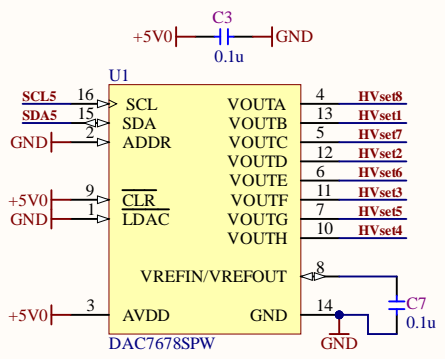 C3
+5V0 GND
0.1u
U1
SCL5 16 SCL VOUTA 4 HVset8
SDA5 15 SDA VOUTB 13 HVset1
GND 2 ADDR VOUTC 5 HVset7
VOUTD 12 HVset2
VOUTE 6 HVset6
+5V0 9 CLR VOUTF 11 HVset3
GND 1 LDAC VOUTG 7 HVset5
VOUTH 10 HVset4
VREFIN/VREFOUT 8
C7
+5V0 3 AVDD GND 14
0.1u
DAC7678SPW GND